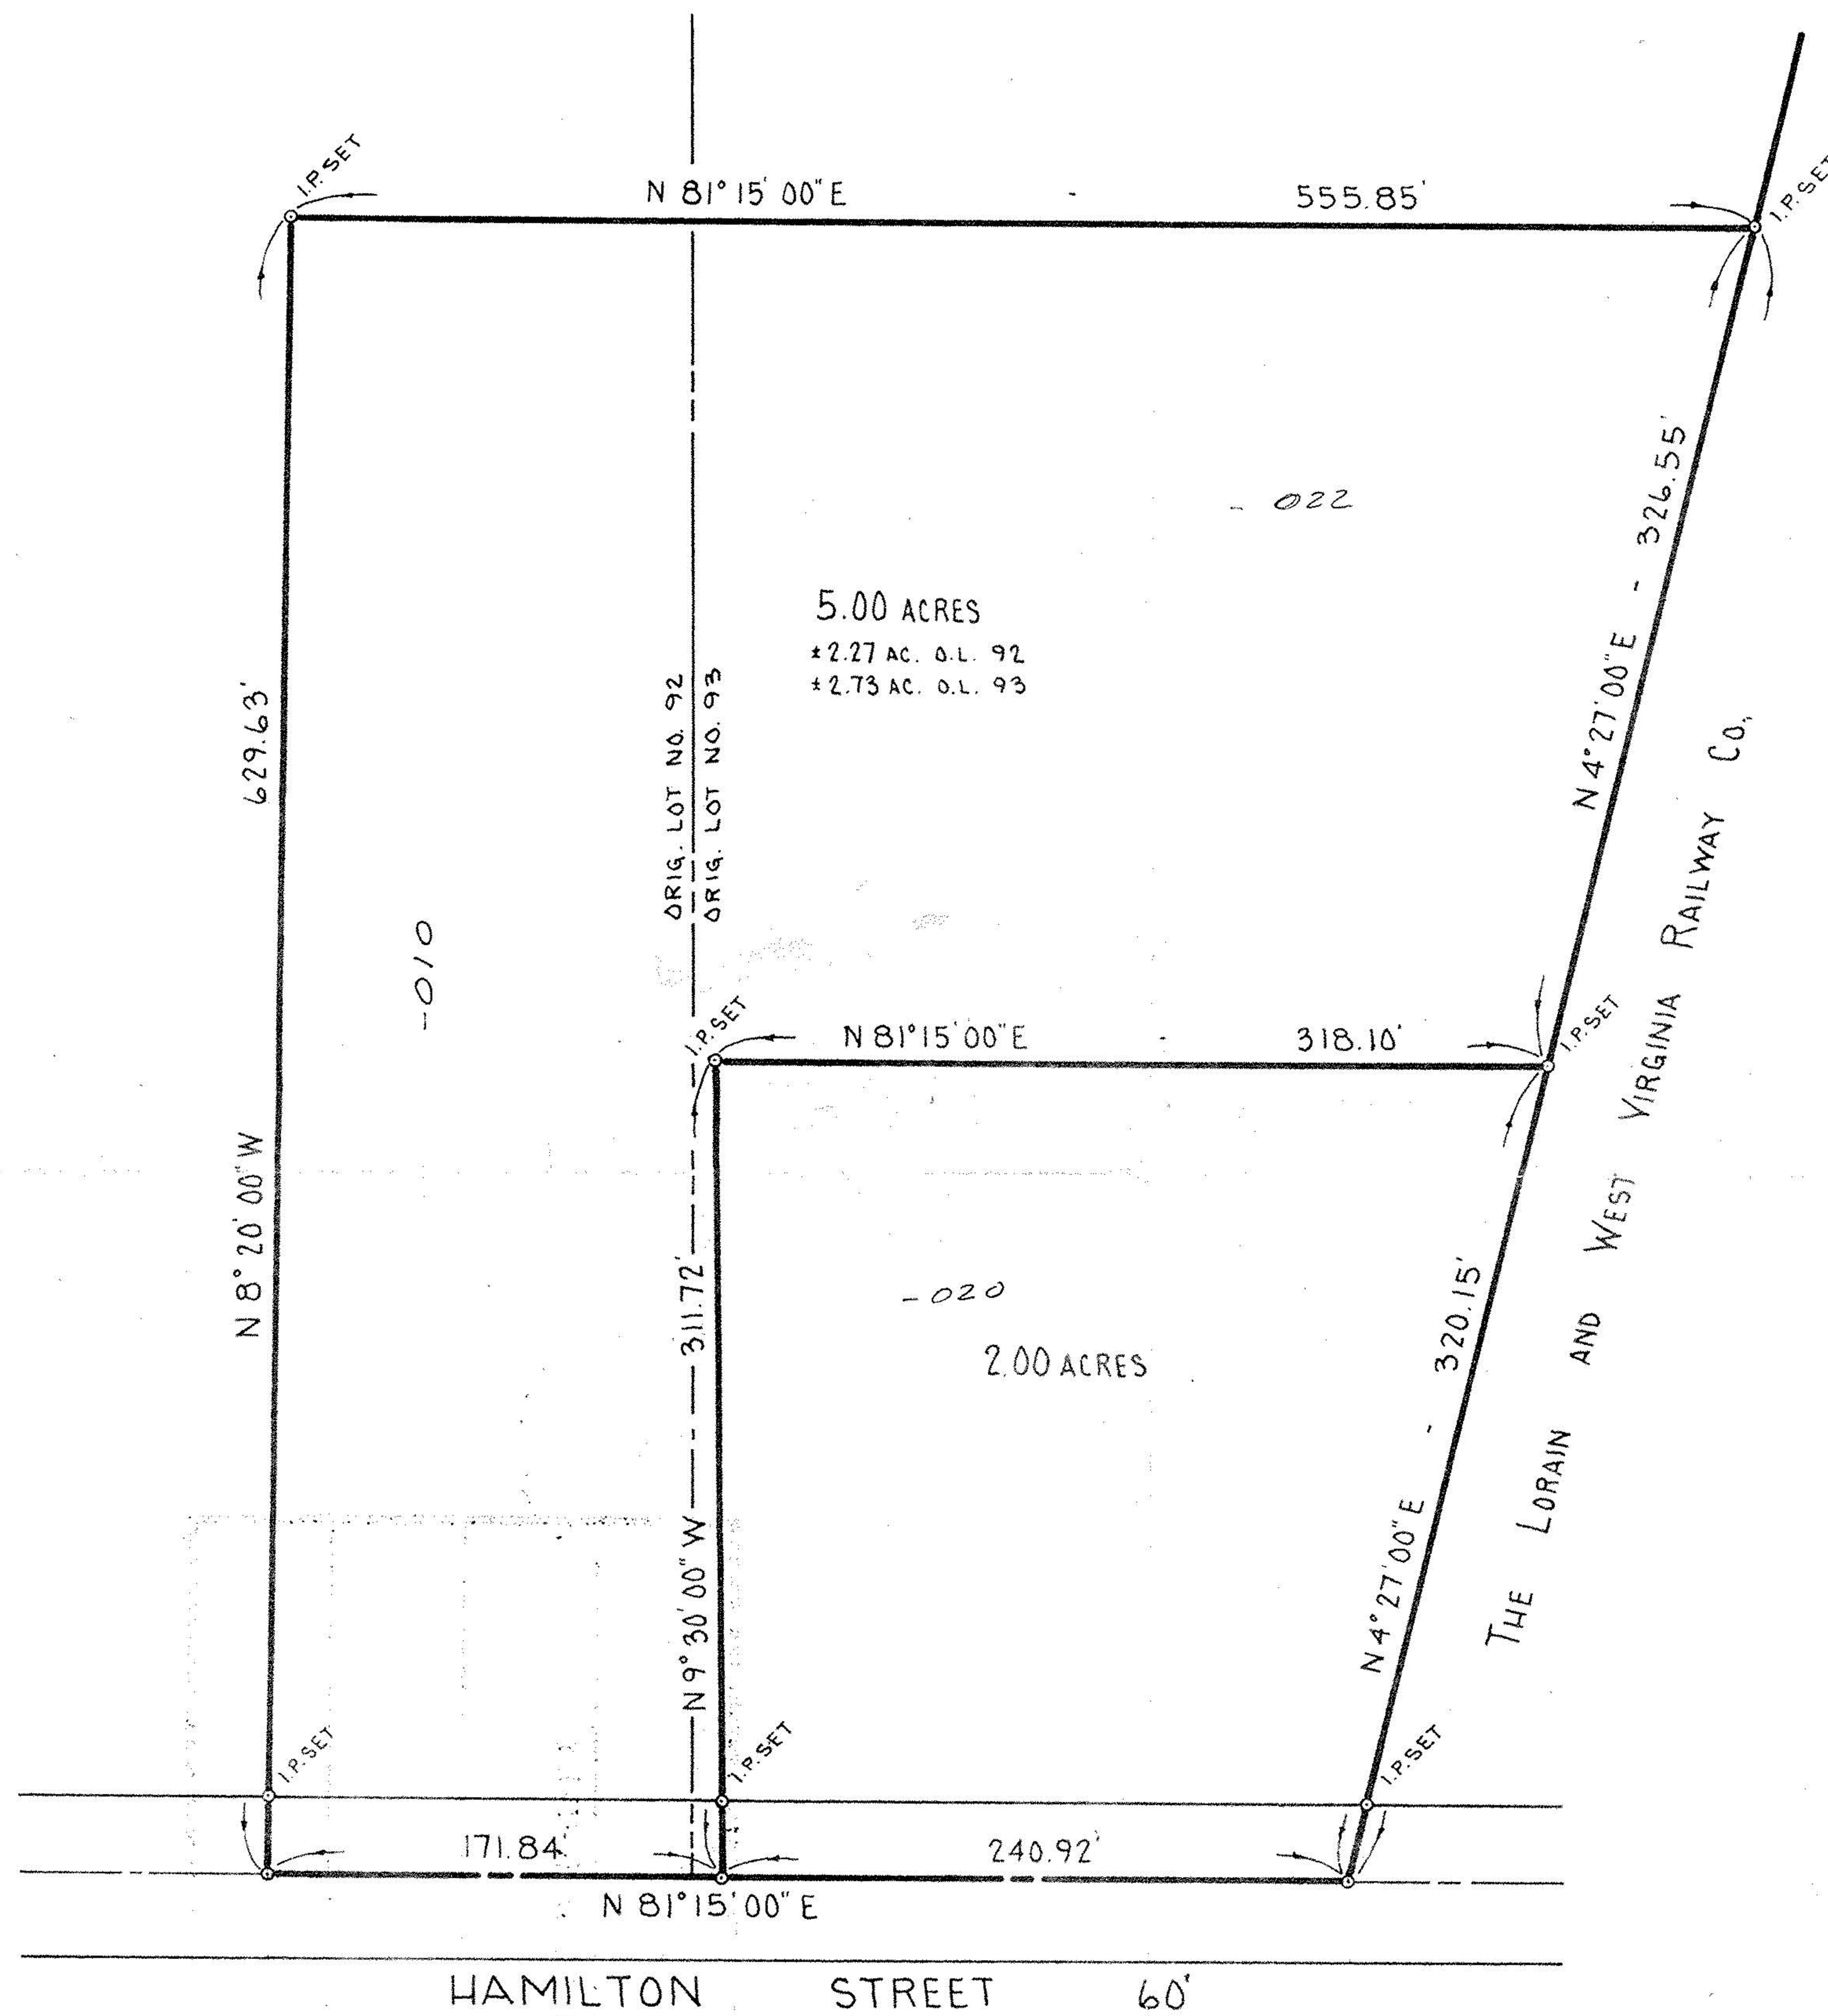 I.P. SET
N 81° 15' 00" E - 555.85'
I.P. SET
- 022
5.00 ACRES
±2.27 AC. O.L. 92
±2.73 AC. O.L. 93
ORIG. LOT NO. 92
ORIG. LOT NO. 93
629.63'
N 8° 20' 00" W
-010
N 4° 27' 00" E - 326.55'
THE LORAIN AND WEST VIRGINIA RAILWAY CO.
I.P. SET
N 81° 15' 00" E - 318.10'
I.P. SET
N 9° 30' 00" W 311.72'
- 020
2.00 ACRES
N 4° 27' 00" E - 320.15'
I.P. SET
I.P. SET
I.P. SET
171.84'
240.92'
N 81° 15' 00" E
HAMILTON STREET 60'